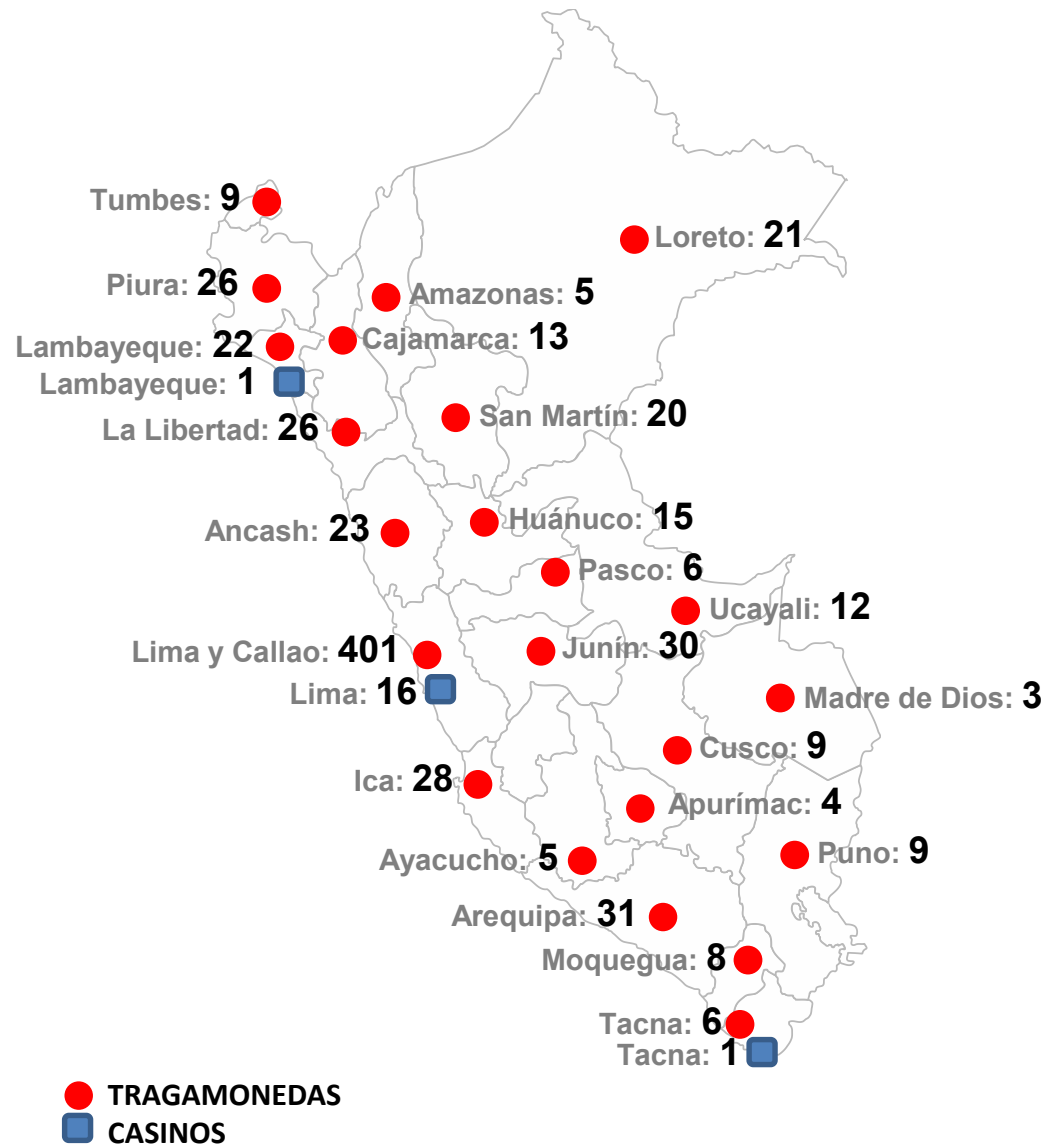 Tumbes: 9
Loreto: 21
Piura: 26
Amazonas: 5
Cajamarca: 13
Lambayeque: 22
Lambayeque: 1
La Libertad: 26
San Martín: 20
Ancash: 23
Huánuco: 15
Pasco: 6
Ucayali: 12
Lima y Callao: 401
Junín: 30
Lima: 16
Madre de Dios: 3
Cusco: 9
Ica: 28
Apurímac: 4
Ayacucho: 5
Puno: 9
Arequipa: 31
Moquegua: 8
Tacna: 6
Tacna: 1
TRAGAMONEDAS
CASINOS